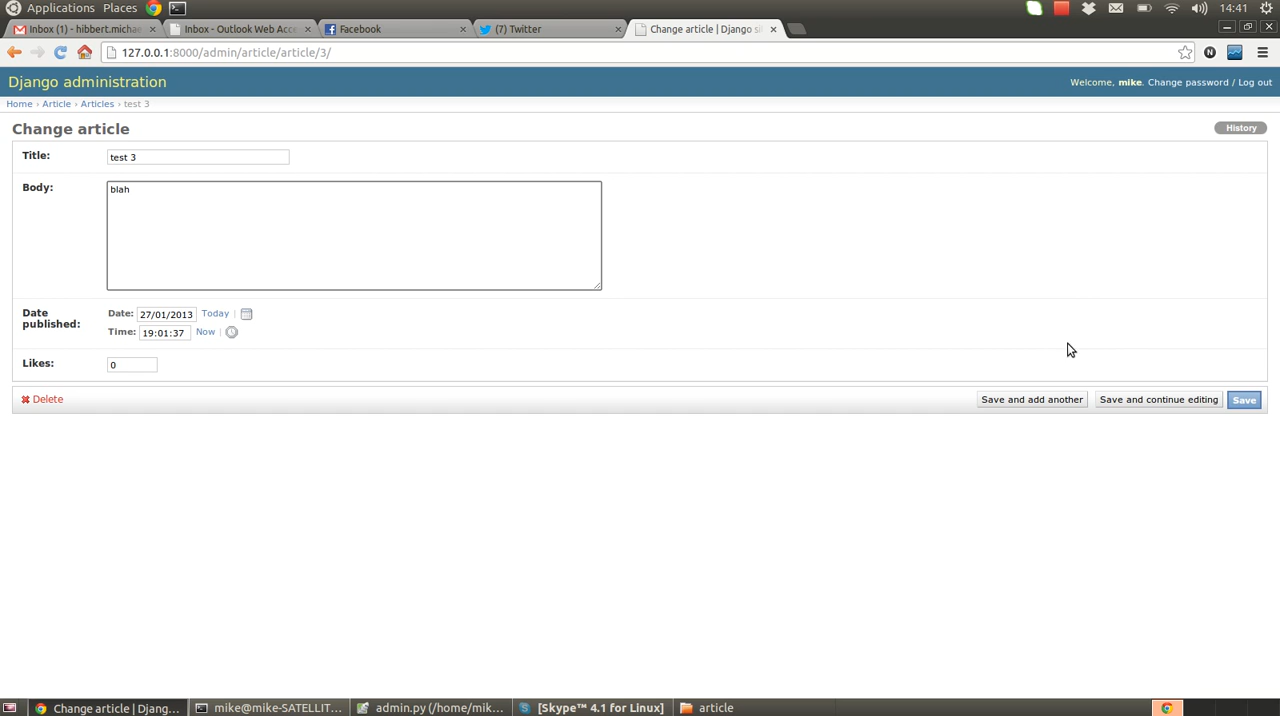 Applications Places 14:41
Inbox (1) - hibbert.michae Inbox - Outlook Web Acce Facebook (7) Twitter Change article | Django si
127.0.0.1:8000/admin/article/article/3/ N
Django administration Welcome, mike. Change password / Log out
Home › Article › Articles › test 3
Change article History
Title: test 3
Body: blah
Date published: Date: 27/01/2013 Today
Time: 19:01:37 Now
Likes: 0
Delete Save and add another Save and continue editing Save
Change article | Djang... mike@mike-SATELLIT... admin.py (/home/mik... [Skype™ 4.1 for Linux] article